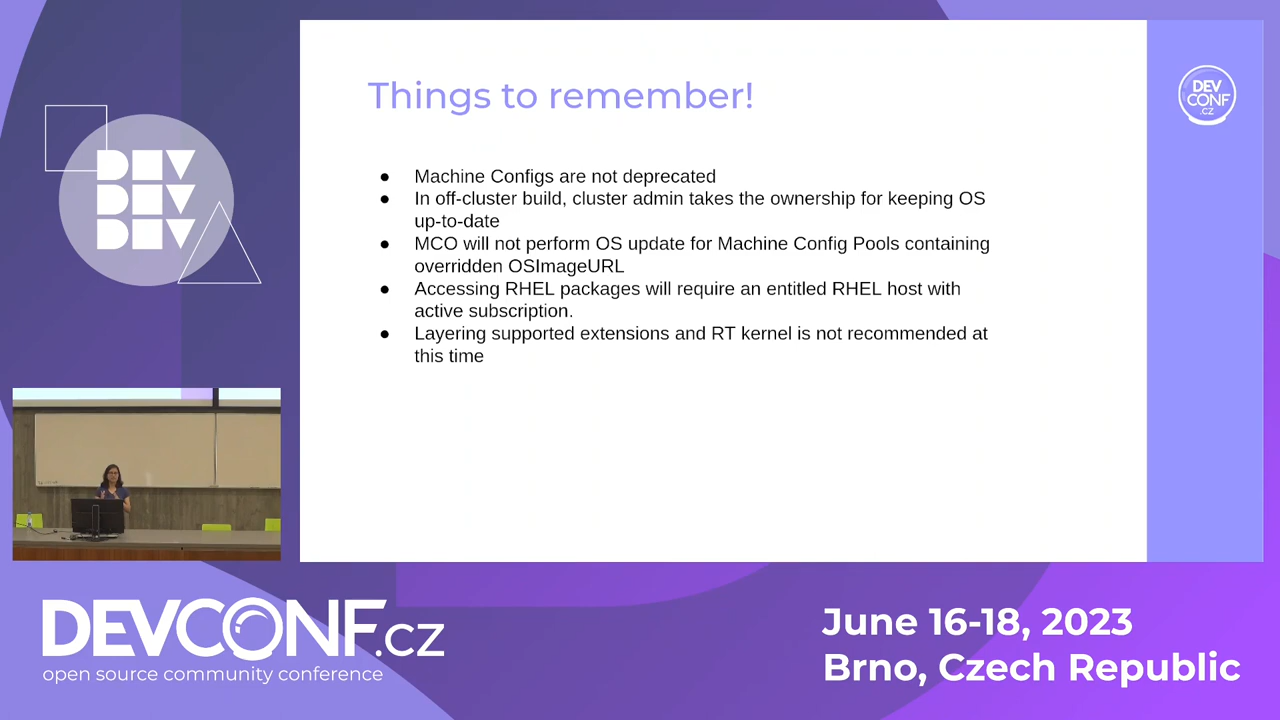 Things to remember!
DEV
CONF
.CZ
DEV
DEV
DEV
● Machine Configs are not deprecated
● In off-cluster build, cluster admin takes the ownership for keeping OS
up-to-date
● MCO will not perform OS update for Machine Config Pools containing
overridden OSImageURL
● Accessing RHEL packages will require an entitled RHEL host with
active subscription.
● Layering supported extensions and RT kernel is not recommended at
this time
DEVCONF.cz
open source community conference
June 16-18, 2023
Brno, Czech Republic